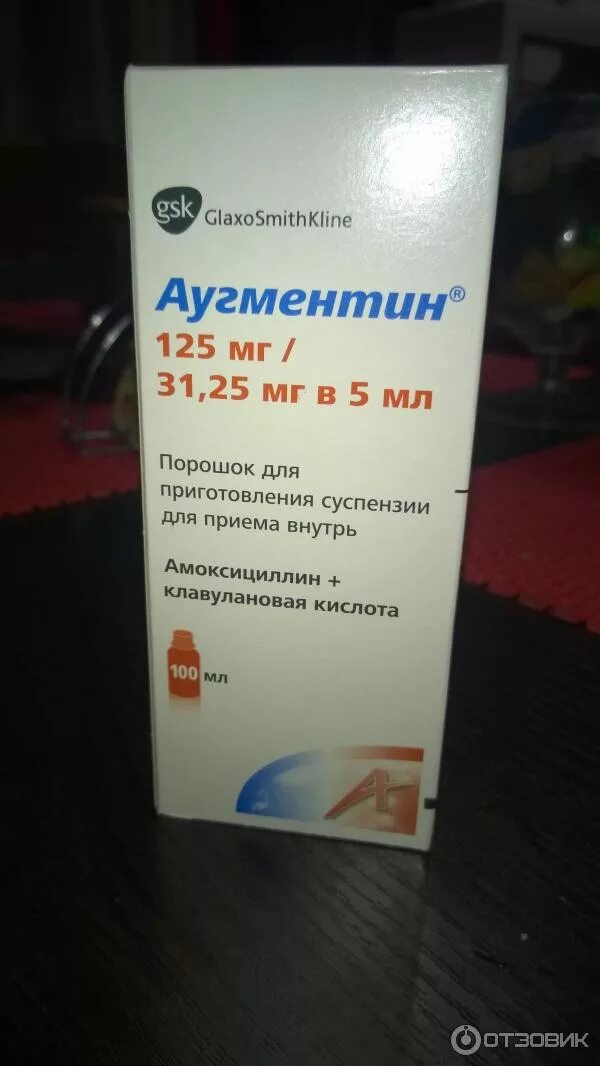 gsk GlaxoSmithKline
Аугментин®
125 мг /
31,25 мг в 5 мл
Порошок для
приготовления суспензии
для приема внутрь
Амоксициллин +
клавулановая кислота
100 мл
A
ОТЗОВИК